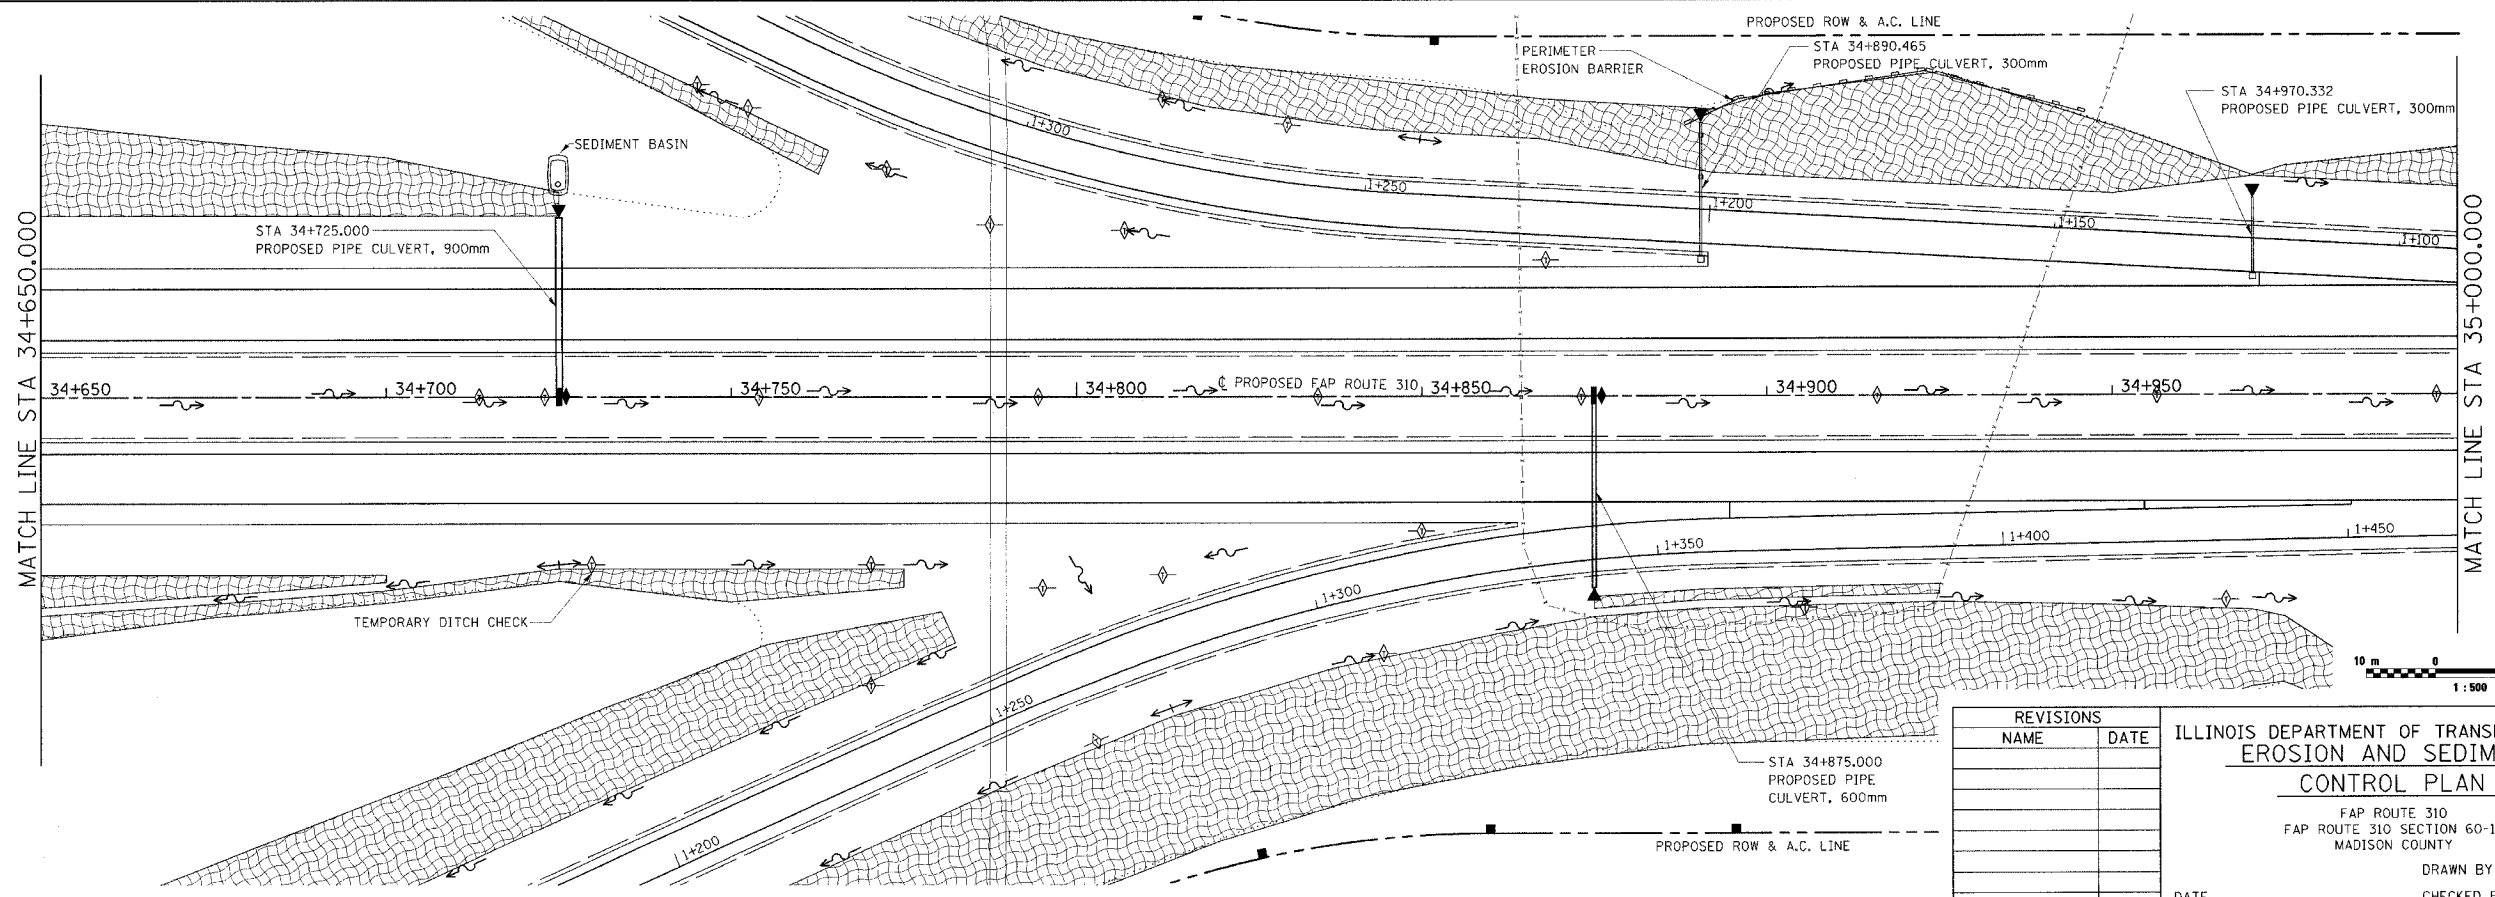 PROPOSED ROW & A.C. LINE
PERIMETER
EROSION BARRIER
STA 34+890.465
PROPOSED PIPE CULVERT, 300mm
STA 34+970.332
PROPOSED PIPE CULVERT, 300mm
SEDIMENT BASIN
1+300
1+250
1+200
1+150
1+100
STA 34+725.000
PROPOSED PIPE CULVERT, 900mm
MATCH LINE STA 34+650.000
MATCH LINE STA 35+000.000
34+650
34+700
34+750
34+800
℄ PROPOSED FAP ROUTE 310
34+850
34+900
34+950
1+450
1+400
1+350
1+300
1+250
1+200
TEMPORARY DITCH CHECK
STA 34+875.000
PROPOSED PIPE
CULVERT, 600mm
PROPOSED ROW & A.C. LINE
10 m 0
1 : 500
REVISIONS
NAME DATE
ILLINOIS DEPARTMENT OF TRANS
EROSION AND SEDIM
CONTROL PLAN
FAP ROUTE 310
FAP ROUTE 310 SECTION 60-1
MADISON COUNTY
DRAWN BY
DATE
CHECKED